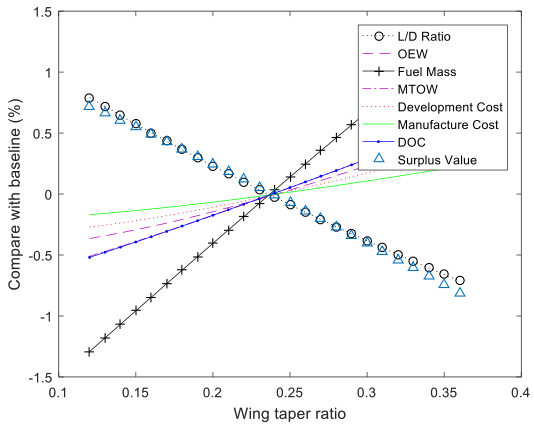 1.5
1
0.5
0
-0.5
-1
-1.5
Compare with baseline (%)
L/D Ratio
OEW
Fuel Mass
MTOW
Development Cost
Manufacture Cost
DOC
Surplus Value
0.1 0.15 0.2 0.25 0.3 0.35 0.4
Wing taper ratio